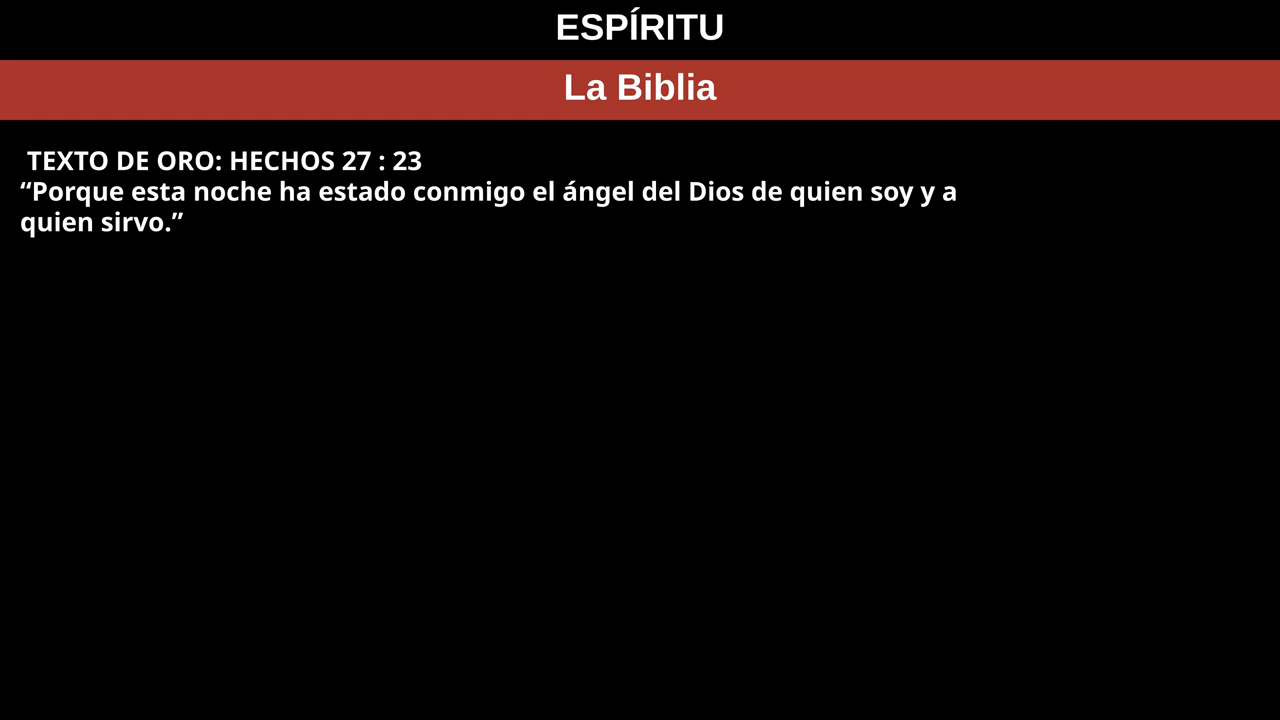 ESPÍRITU
La Biblia
TEXTO DE ORO: HECHOS 27 : 23
“Porque esta noche ha estado conmigo el ángel del Dios de quien soy y a
quien sirvo.”